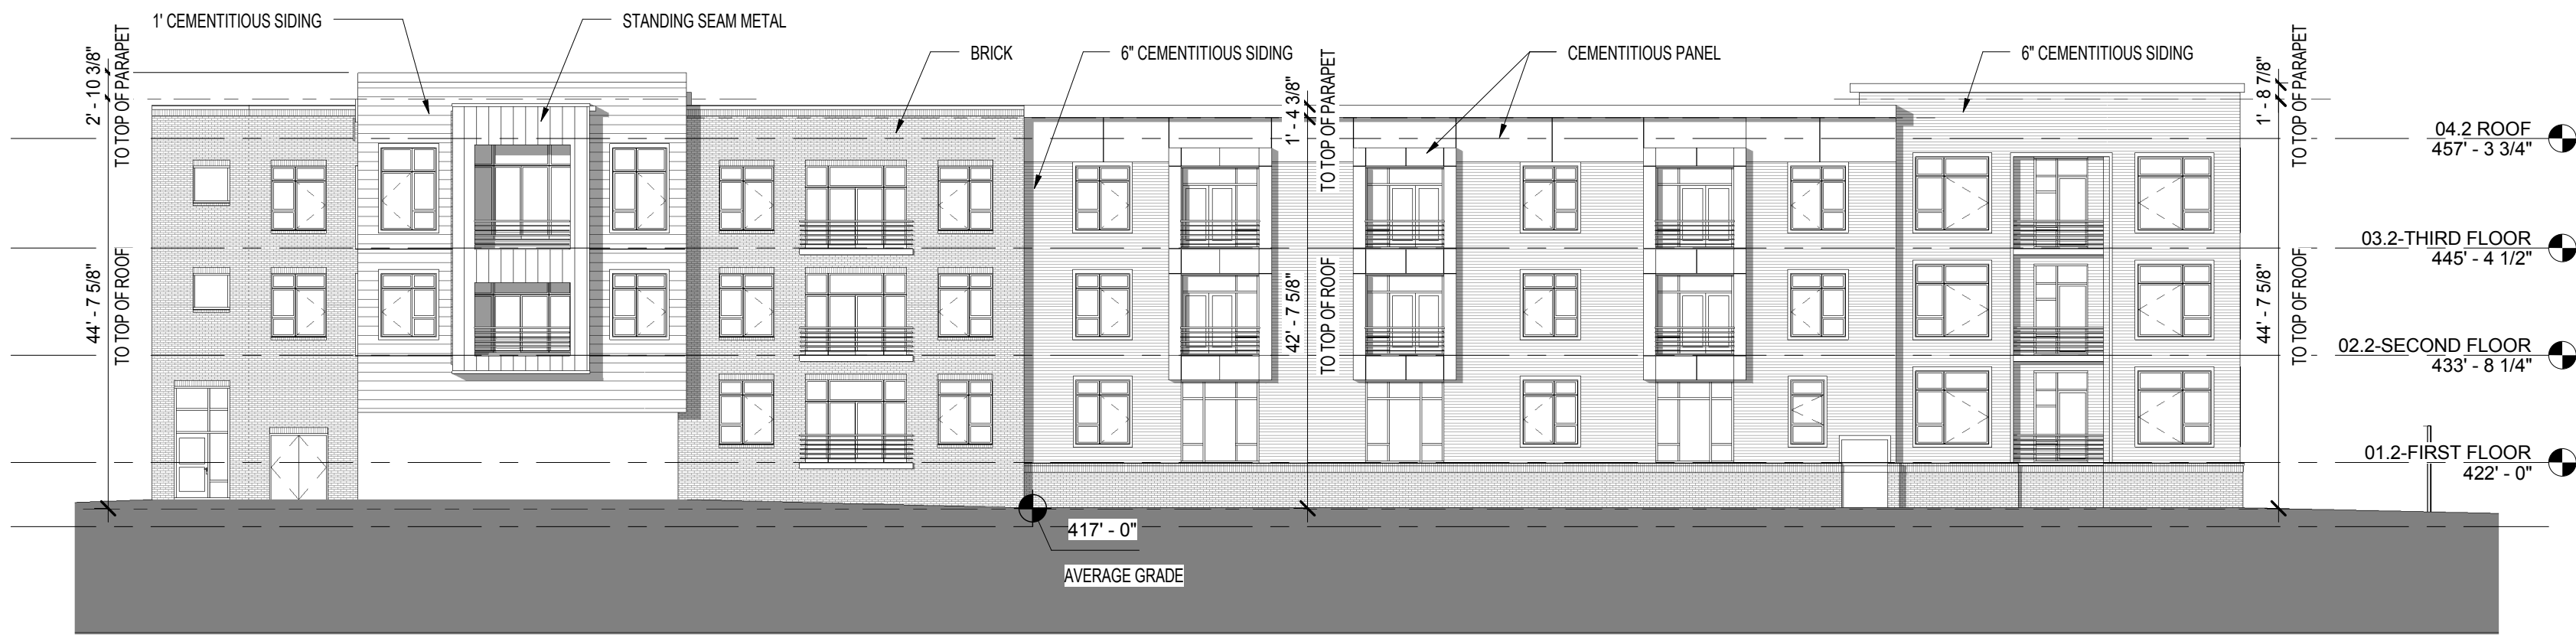 1' CEMENTITIOUS SIDING
STANDING SEAM METAL
BRICK
6" CEMENTITIOUS SIDING
CEMENTITIOUS PANEL
6" CEMENTITIOUS SIDING
2' - 10 3/8"
TO TOP OF PARAPET
44' - 7 5/8"
TO TOP OF ROOF
1' - 4 3/8"
TO TOP OF PARAPET
42' - 7 5/8"
TO TOP OF ROOF
1' - 8 7/8"
TO TOP OF PARAPET
44' - 7 5/8"
TO TOP OF ROOF
04.2 ROOF
457' - 3 3/4"
03.2-THIRD FLOOR
445' - 4 1/2"
02.2-SECOND FLOOR
433' - 8 1/4"
01.2-FIRST FLOOR
422' - 0"
417' - 0"
AVERAGE GRADE